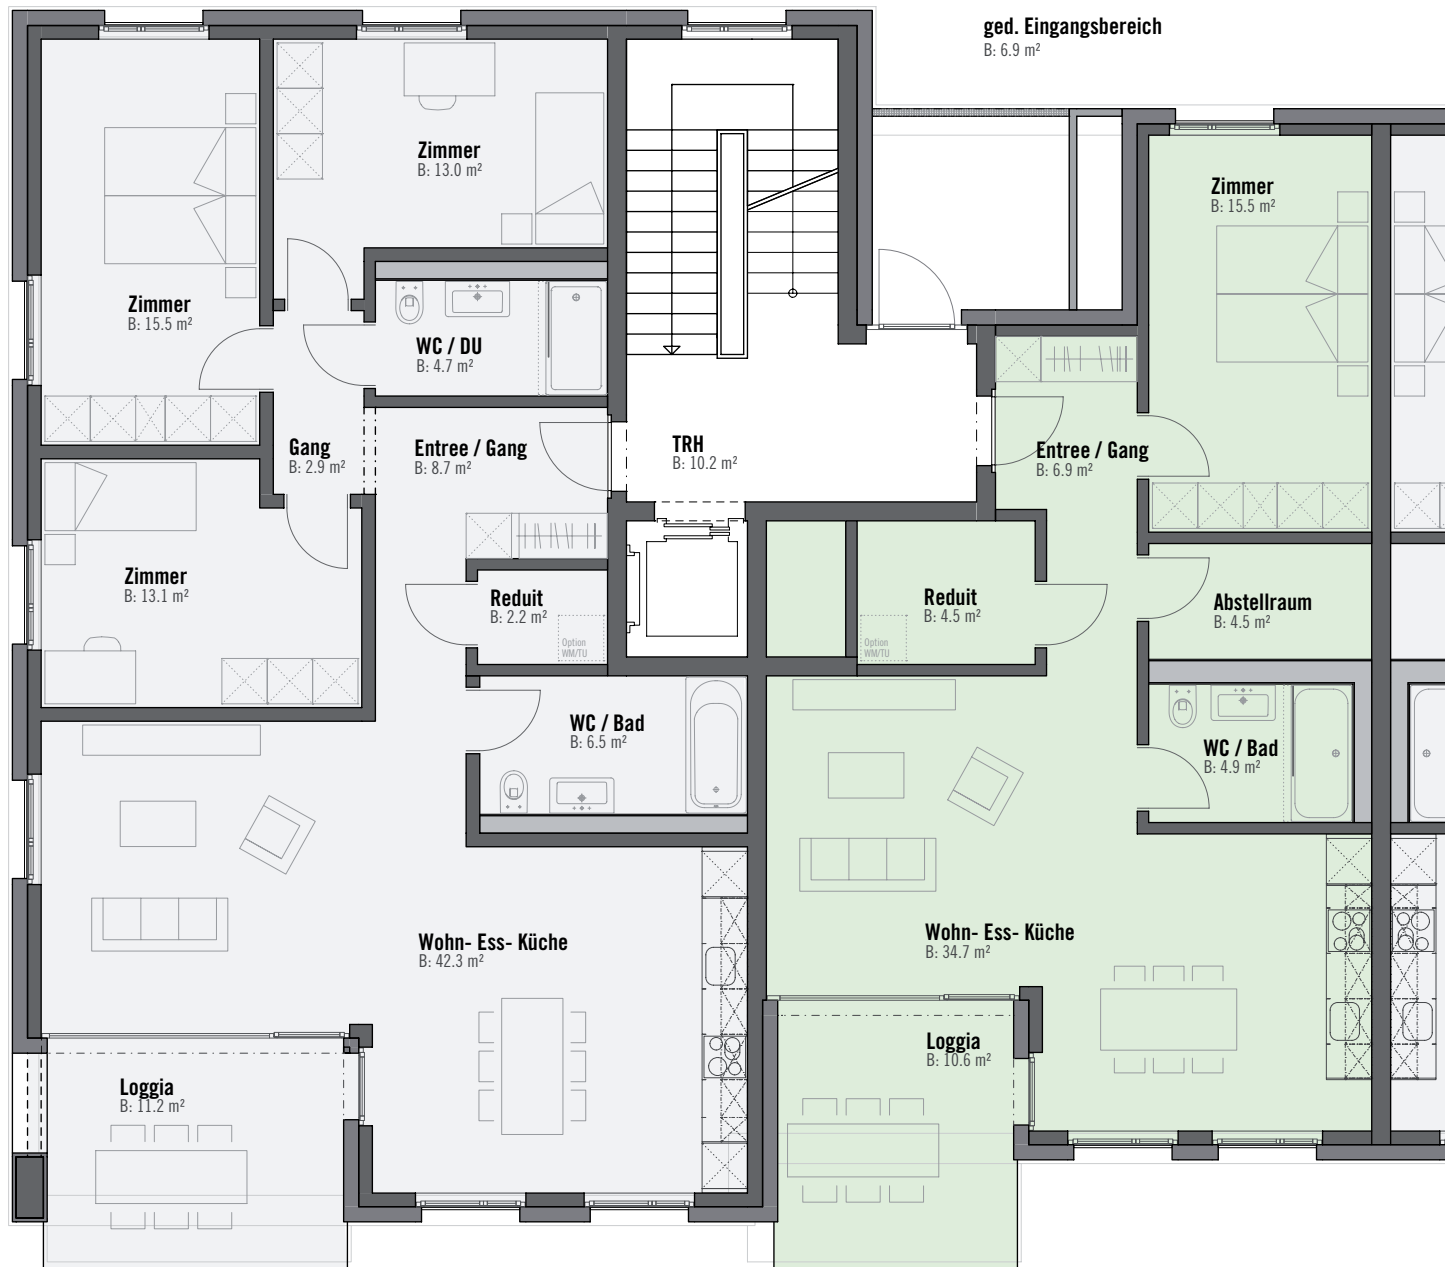 ged. Eingangsbereich
B: 6.9 m²
Zimmer
B: 13.0 m²
Zimmer
B: 15.5 m²
Zimmer
B: 15.5 m²
WC / DU
B: 4.7 m²
Gang
B: 2.9 m²
Entree / Gang
B: 8.7 m²
TRH
B: 10.2 m²
Entree / Gang
B: 6.9 m²
Zimmer
B: 13.1 m²
Reduit
B: 2.2 m²
Option
WM/TU
Reduit
B: 4.5 m²
Option
WM/TU
Abstellraum
B: 4.5 m²
WC / Bad
B: 6.5 m²
WC / Bad
B: 4.9 m²
Wohn- Ess- Küche
B: 42.3 m²
Wohn- Ess- Küche
B: 34.7 m²
Loggia
B: 11.2 m²
Loggia
B: 10.6 m²